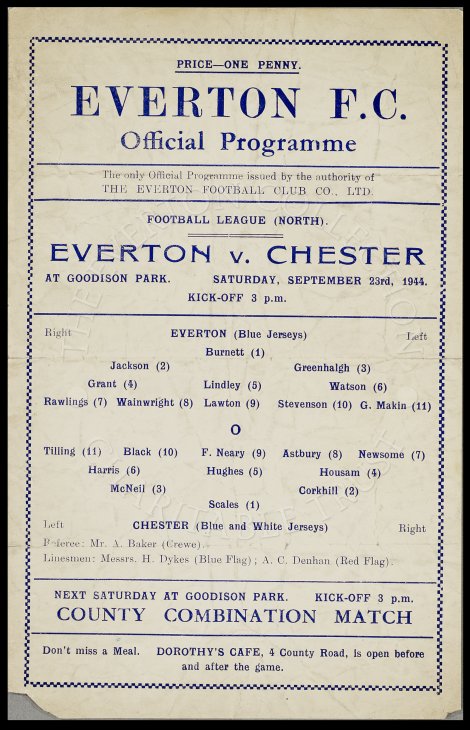 PRICE—ONE PENNY.
EVERTON F.C.
Official Programme
The only Official Programme issued by the authority of
THE EVERTON FOOTBALL CLUB CO., LTD.
FOOTBALL LEAGUE (NORTH).
EVERTON v. CHESTER
AT GOODISON PARK. SATURDAY, SEPTEMBER 23rd, 1944.
KICK-OFF 3 p.m.
Right EVERTON (Blue Jerseys) Left
Burnett (1)
Jackson (2) Greenhalgh (3)
Grant (4) Lindley (5) Watson (6)
Rawlings (7) Wainwright (8) Lawton (9) Stevenson (10) G. Makin (11)
O
Tilling (11) Black (10) F. Neary (9) Astbury (8) Newsome (7)
Harris (6) Hughes (5) Housam (4)
McNeil (3) Corkhill (2)
Scales (1)
Left CHESTER (Blue and White Jerseys) Right
Referee: Mr. A. Baker (Crewe).
Linesmen: Messrs. H. Dykes (Blue Flag); A. C. Denhan (Red Flag).
NEXT SATURDAY AT GOODISON PARK. KICK-OFF 3 p.m.
COUNTY COMBINATION MATCH
Don't miss a Meal. DOROTHY'S CAFE, 4 County Road, is open before
and after the game.